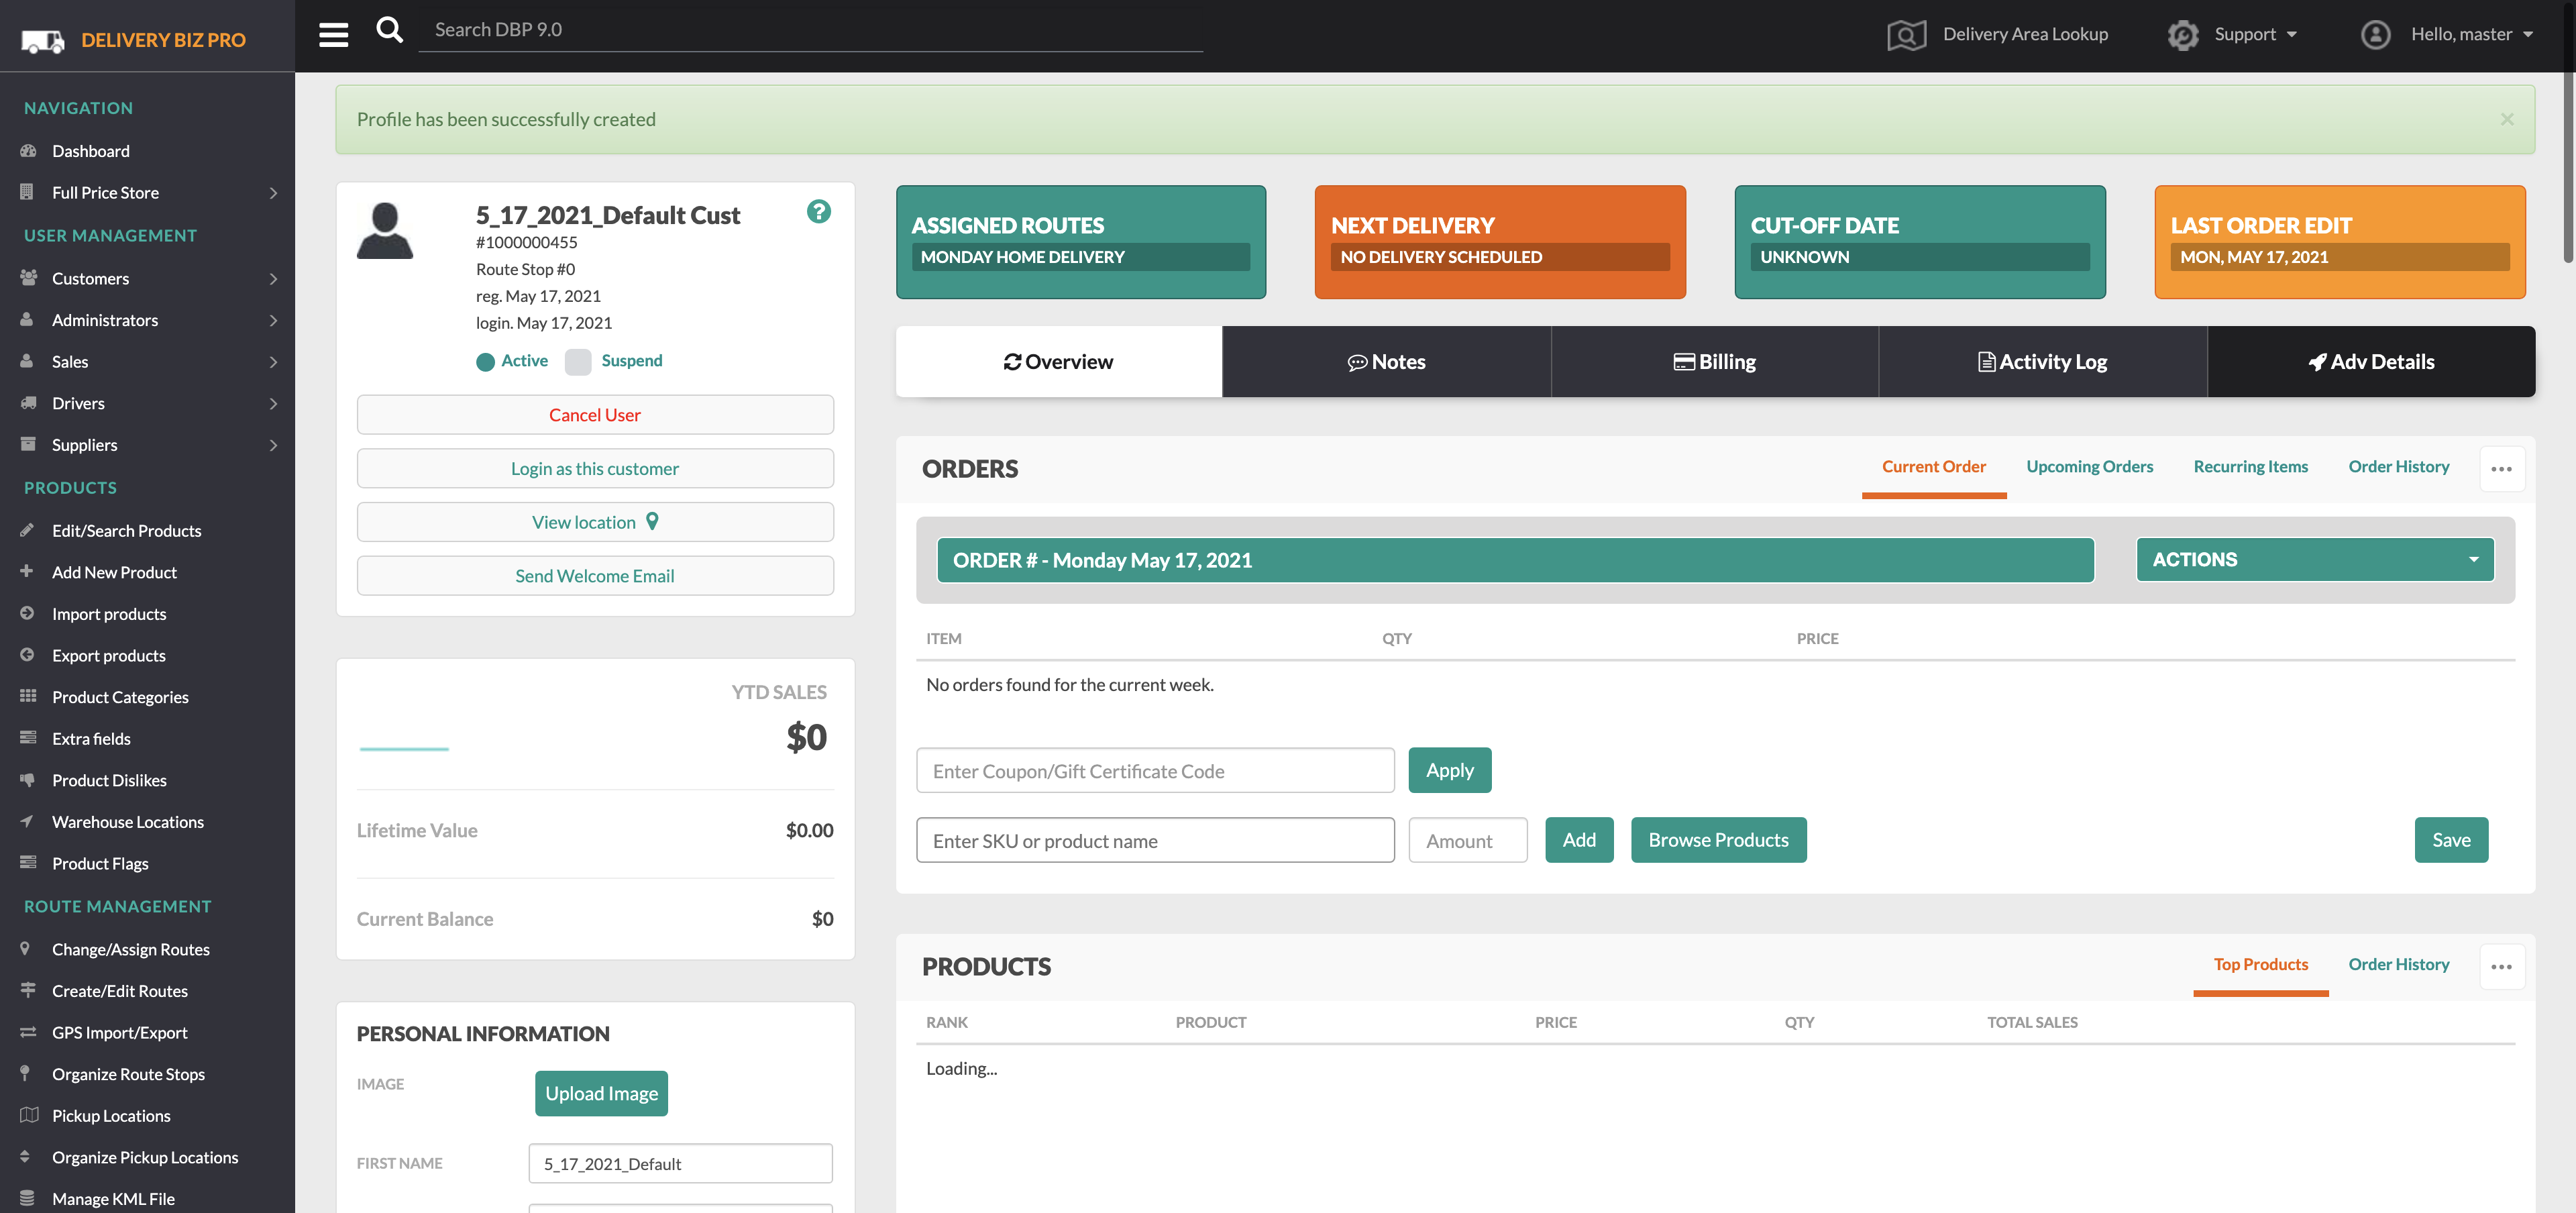 DELIVERY BIZ PRO
Search DBP 9.0
Delivery Area Lookup
Support
Hello, master
NAVIGATION
Dashboard
Full Price Store
USER MANAGEMENT
Customers
Administrators
Sales
Drivers
Suppliers
PRODUCTS
Edit/Search Products
Add New Product
Import products
Export products
Product Categories
Extra fields
Product Dislikes
Warehouse Locations
Product Flags
ROUTE MANAGEMENT
Change/Assign Routes
Create/Edit Routes
GPS Import/Export
Organize Route Stops
Pickup Locations
Organize Pickup Locations
Manage KML File
Profile has been successfully created
×
5_17_2021_Default Cust
?
#1000000455
Route Stop #0
reg. May 17, 2021
login. May 17, 2021
Active
Suspend
Cancel User
Login as this customer
View location
Send Welcome Email
YTD SALES
$0
Lifetime Value $0.00
Current Balance $0
PERSONAL INFORMATION
IMAGE
Upload Image
FIRST NAME
5_17_2021_Default
ASSIGNED ROUTES
MONDAY HOME DELIVERY
NEXT DELIVERY
NO DELIVERY SCHEDULED
CUT-OFF DATE
UNKNOWN
LAST ORDER EDIT
MON, MAY 17, 2021
Overview
Notes
Billing
Activity Log
Adv Details
ORDERS
Current Order
Upcoming Orders
Recurring Items
Order History
ORDER # - Monday May 17, 2021
ACTIONS
ITEM QTY PRICE
No orders found for the current week.
Enter Coupon/Gift Certificate Code
Apply
Enter SKU or product name
Amount
Add
Browse Products
Save
PRODUCTS
Top Products
Order History
RANK PRODUCT PRICE QTY TOTAL SALES
Loading...